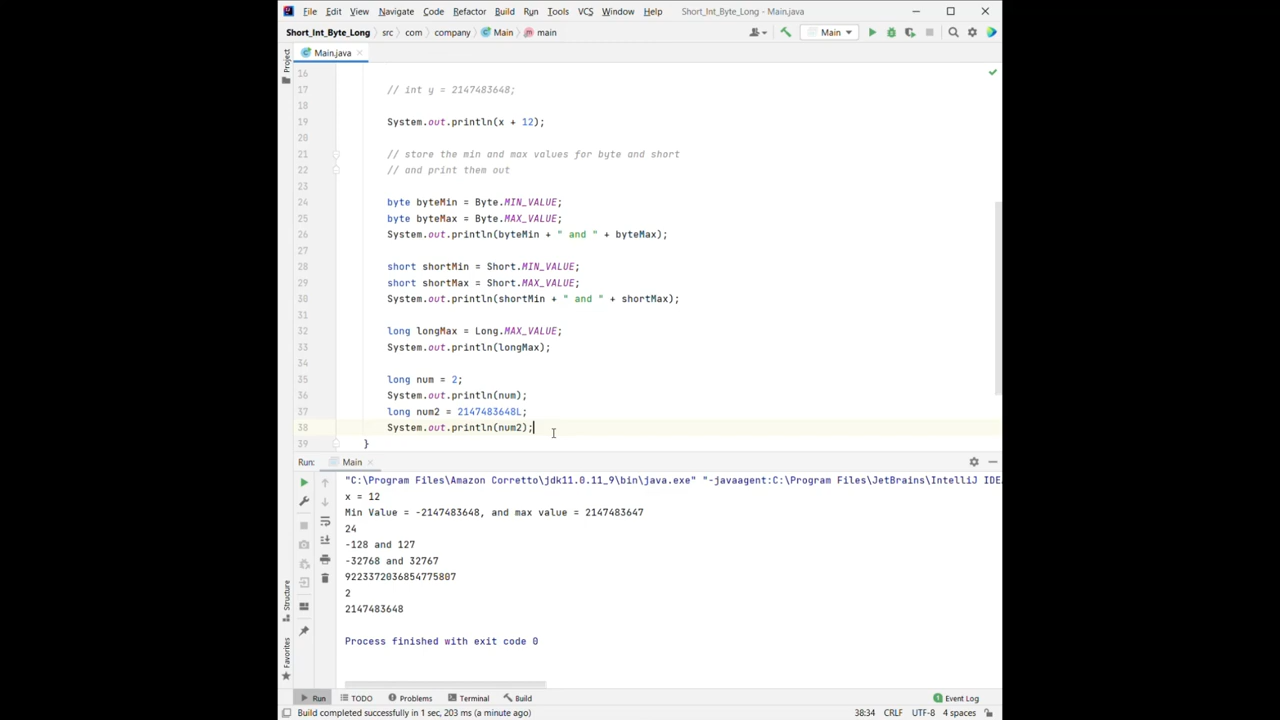 File Edit View Navigate Code Refactor Build Run Tools VCS Window Help Short_Int_Byte_Long - Main.java
Short_Int_Byte_Long src com company Main main Main
Main.java
Project
16
17 // int y = 2147483648;
18
19 System.out.println(x + 12);
20
21 // store the min and max values for byte and short
22 // and print them out
23
24 byte byteMin = Byte.MIN_VALUE;
25 byte byteMax = Byte.MAX_VALUE;
26 System.out.println(byteMin + " and " + byteMax);
27
28 short shortMin = Short.MIN_VALUE;
29 short shortMax = Short.MAX_VALUE;
30 System.out.println(shortMin + " and " + shortMax);
31
32 long longMax = Long.MAX_VALUE;
33 System.out.println(longMax);
34
35 long num = 2;
36 System.out.println(num);
37 long num2 = 2147483648L;
38 System.out.println(num2);
39 }
Run: Main
"C:\Program Files\Amazon Corretto\jdk11.0.11_9\bin\java.exe" "-javaagent:C:\Program Files\JetBrains\IntelliJ IDE
x = 12
Min Value = -2147483648, and max value = 2147483647
24
-128 and 127
-32768 and 32767
9223372036854775807
2
2147483648
Process finished with exit code 0
Structure
Favorites
Run TODO Problems Terminal Build 1 Event Log
Build completed successfully in 1 sec, 203 ms (a minute ago) 38:34 CRLF UTF-8 4 spaces